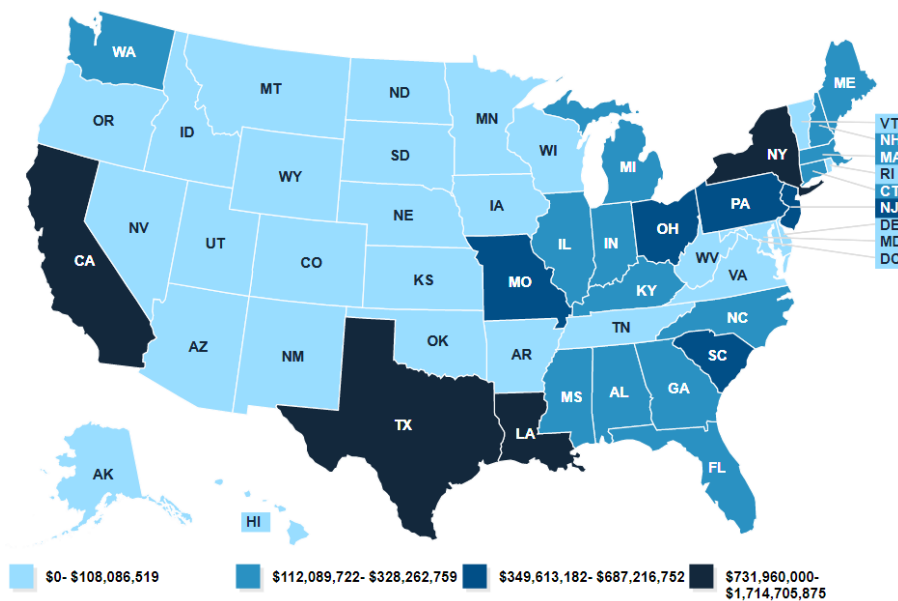 WA
ME
MT
ND
OR
MN
VT
ID
NH
WI
SD
NY
MA
WY
MI
RI
CT
IA
PA
NJ
NE
NV
OH
DE
IL
IN
UT
MD
CO
WV
DC
CA
KS
MO
VA
KY
NC
TN
OK
AZ
AR
NM
SC
MS
AL
GA
TX
LA
FL
AK
HI
$0- $108,086,519
$112,089,722- $328,262,759
$349,613,182- $687,216,752
$731,960,000-
$1,714,705,875